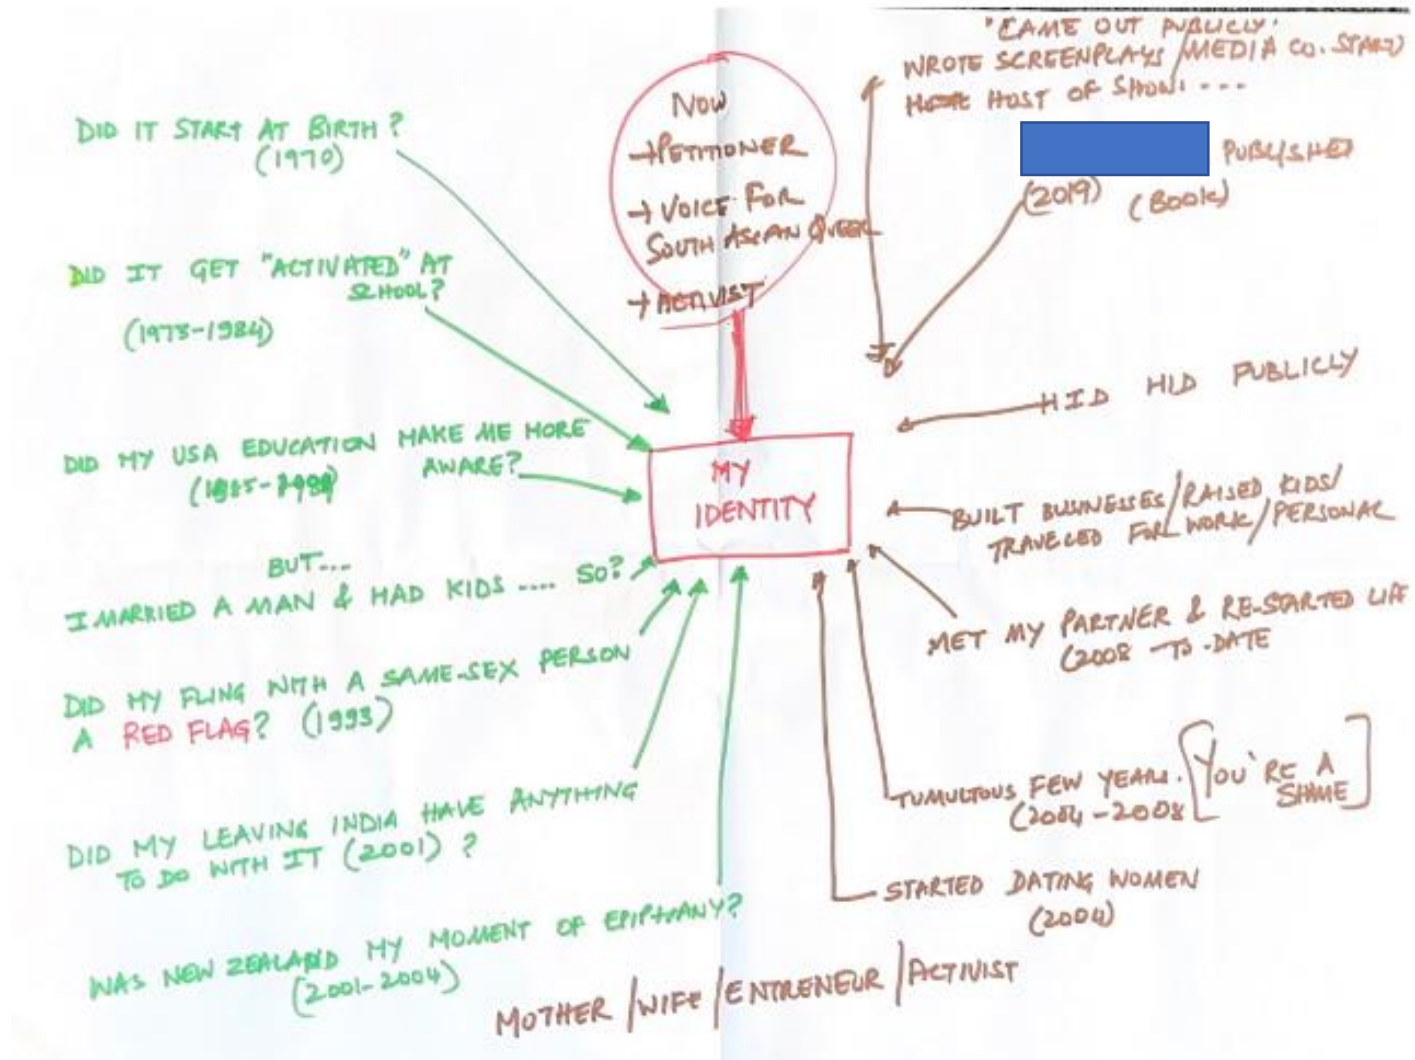 DID IT START AT BIRTH?
(1970)
DID IT GET "ACTIVATED" AT
SCHOOL?
(1975-1984)
DID MY USA EDUCATION MAKE ME MORE
AWARE?
BUT...
I MARRIED A MAN & HAD KIDS .... SO?
DID MY FLING WITH A SAME-SEX PERSON
A RED FLAG? (1993)
DID MY LEAVING INDIA HAVE ANYTHING
TO DO WITH IT (2001) ?
WAS NEW ZEALAND MY MOMENT OF EPIPHANY?
(2001-2004)
NOW
→PETITIONER
→ VOICE FOR
SOUTH ASIAN QUEER
→ ACTIVIST
MY
IDENTITY
"CAME OUT PUBLICLY"
WROTE SCREENPLAYS/MEDIA CO. START)
HOST OF SHOW. ---
PUBLISHED
(2019) (BOOK)
HID HID PUBLICLY
BUILT BUSINESSES/RAISED KIDS/
TRAVELED FOR WORK/PERSONAL
MET MY PARTNER & RE-STARTED LIFE
(2008 -TO-DATE
TUMULTOUS FEW YEARS. [YOU'RE A
SHAME]
(2004-2008
STARTED DATING WOMEN
(2004)
MOTHER/WIFE/ENTRENEUR/ACTIVIST